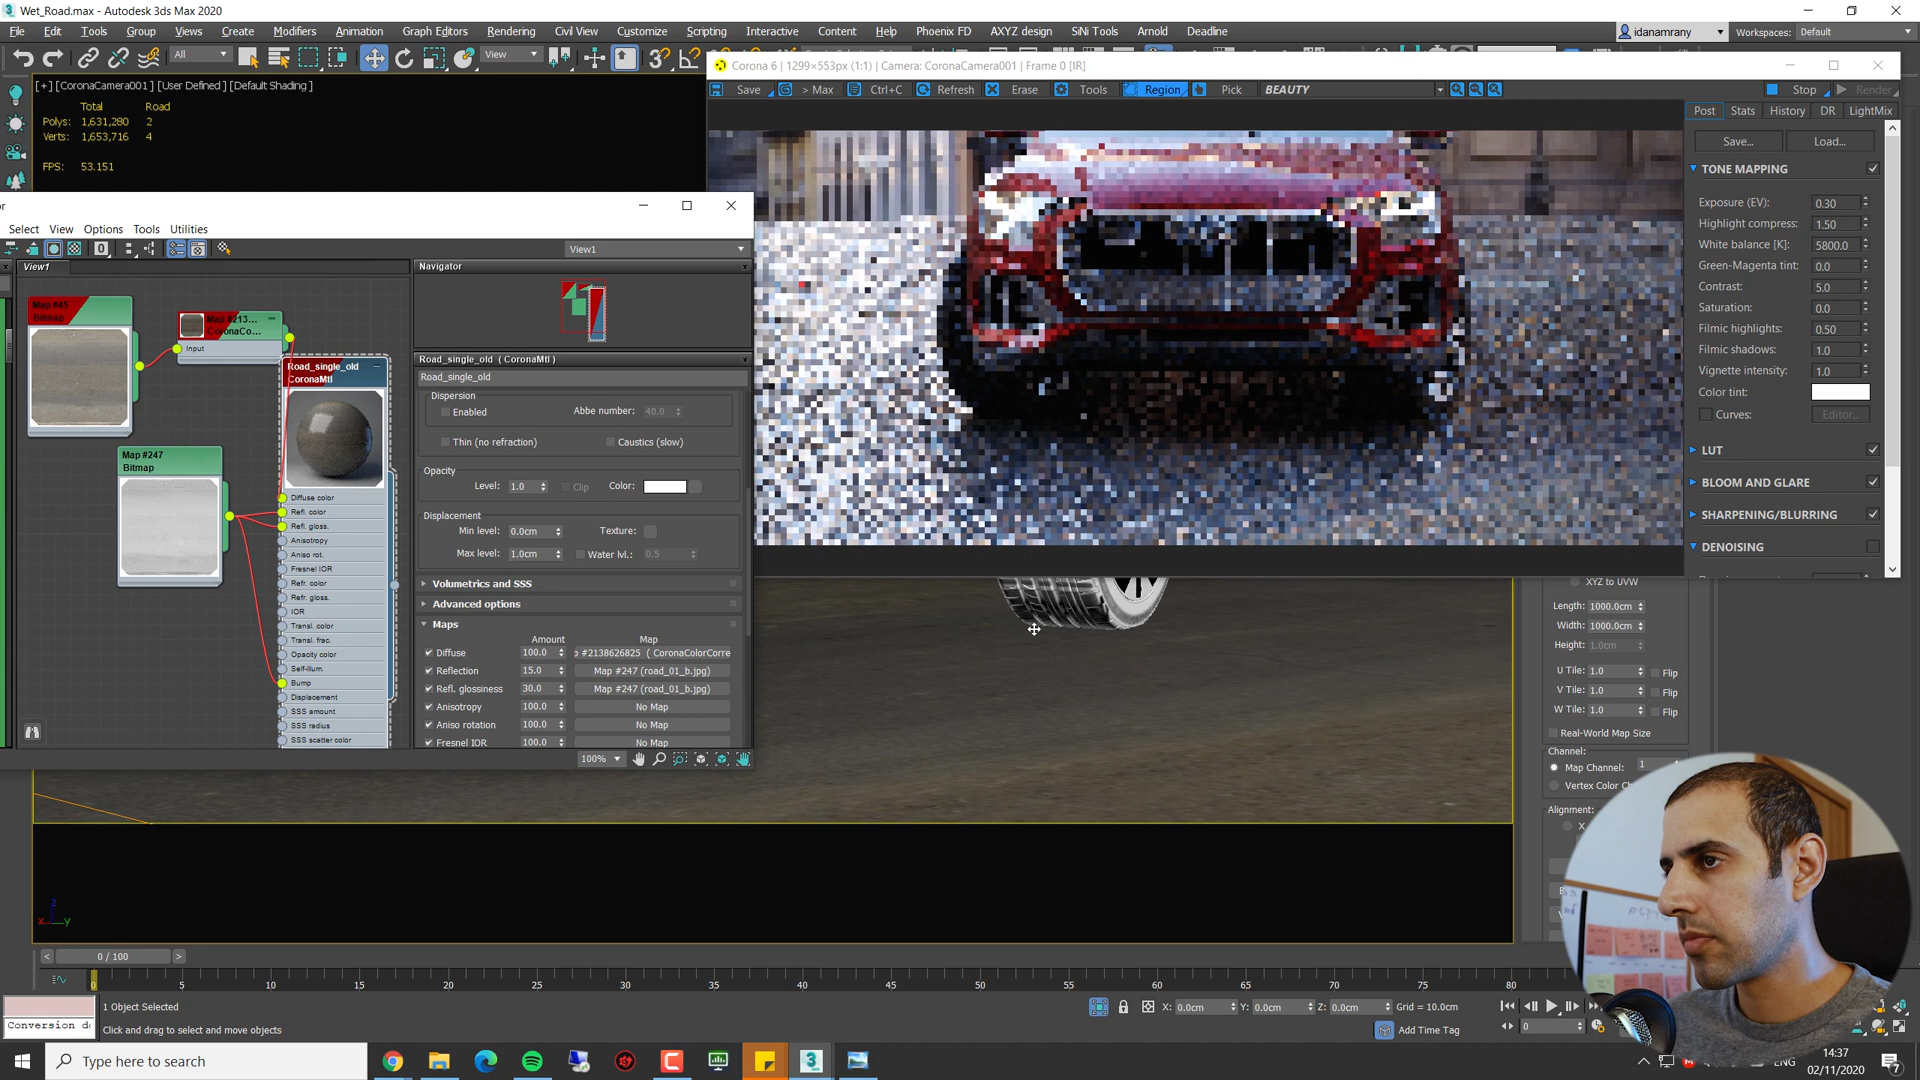 Wet_Road.max - Autodesk 3ds Max 2020
File Edit Tools Group Views Create Modifiers Animation Graph Editors Rendering Civil View Customize Scripting Interactive Content Help Phoenix FD AXYZ design SiNi Tools Arnold Deadline
idanamrany Workspaces: Default
All View
[+] [CoronaCamera001 ] [User Defined ] [Default Shading ]
Total Road
Polys: 1,631,280 2
Verts: 1,653,716 4
FPS: 53.151
Corona 6 | 1299×553px (1:1) | Camera: CoronaCamera001 | Frame 0 [IR]
Save > Max Ctrl+C Refresh Erase Tools Region Pick BEAUTY Stop Render
Post Stats History DR LightMix
Save... Load...
TONE MAPPING
Exposure (EV): 0.30
Highlight compress: 1.50
White balance [K]: 5800.0
Green-Magenta tint: 0.0
Contrast: 5.0
Saturation: 0.0
Filmic highlights: 0.50
Filmic shadows: 1.0
Vignette intensity: 1.0
Color tint:
Curves: Editor...
LUT
BLOOM AND GLARE
SHARPENING/BLURRING
DENOISING
or
Select View Options Tools Utilities
View1
View1
Map #45
Bitmap
Map #213...
CoronaCo...
Input
Road_single_old
CoronaMtl
Map #247
Bitmap
Diffuse color
Refl. color
Refl. gloss.
Anisotropy
Aniso rot.
Fresnel IOR
Refr. color
Refr. gloss.
IOR
Transl. color
Transl. frac.
Opacity color
Self-illum.
Bump
Displacement
SSS amount
SSS radius
SSS scatter color
Navigator
Road_single_old ( CoronaMtl )
Road_single_old
Dispersion
Enabled Abbe number: 40.0
Thin (no refraction) Caustics (slow)
Opacity
Level: 1.0 Clip Color:
Displacement
Min level: 0.0cm Texture:
Max level: 1.0cm Water lvl.: 0.5
Volumetrics and SSS
Advanced options
Maps
Amount Map
Diffuse 100.0 #2138626825 ( CoronaColorCorre
Reflection 15.0 Map #247 (road_01_b.jpg)
Refl. glossiness 30.0 Map #247 (road_01_b.jpg)
Anisotropy 100.0 No Map
Aniso rotation 100.0 No Map
Fresnel IOR 100.0 No Map
100%
XYZ to UVW
Length: 1000.0cm
Width: 1000.0cm
Height: 1.0cm
U Tile: 1.0 Flip
V Tile: 1.0 Flip
W Tile: 1.0 Flip
Real-World Map Size
Channel:
Map Channel: 1
Vertex Color Ch
Alignment:
X
z
x y
< 0 / 100 >
0 5 10 15 20 25 30 35 40 45 50 55 60 65 70 75 80
1 Object Selected
Click and drag to select and move objects
Conversion d
X: 0.0cm Y: 0.0cm Z: 0.0cm Grid = 10.0cm
Add Time Tag
0
Type here to search
ENG
14:37
02/11/2020
7